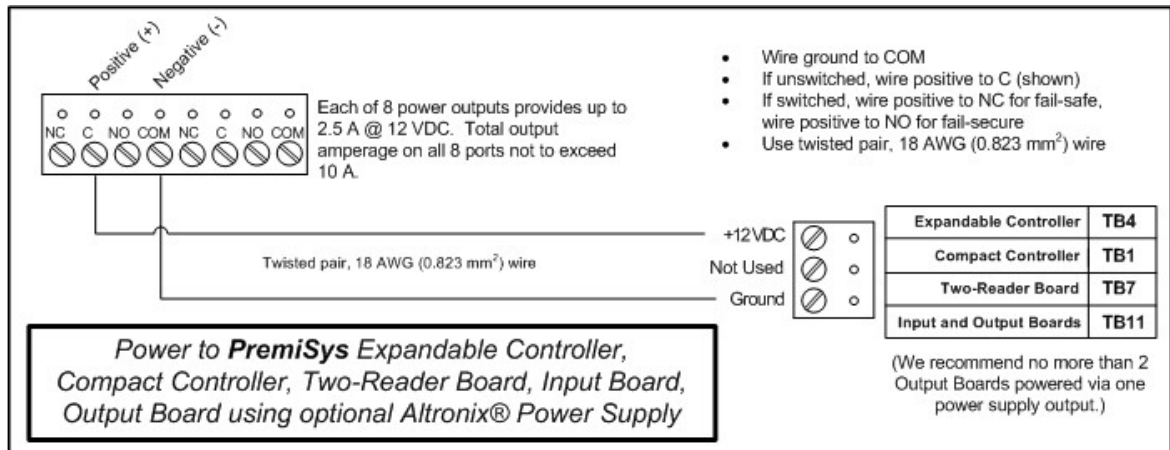 Positive (+)
Negative (-)
NC C NO COM NC C NO COM
Each of 8 power outputs provides up to
2.5 A @ 12 VDC. Total output
amperage on all 8 ports not to exceed
10 A.
• Wire ground to COM
• If unswitched, wire positive to C (shown)
• If switched, wire positive to NC for fail-safe,
wire positive to NO for fail-secure
• Use twisted pair, 18 AWG (0.823 mm²) wire
Twisted pair, 18 AWG (0.823 mm²) wire
+12VDC
Not Used
Ground
Expandable Controller TB4
Compact Controller TB1
Two-Reader Board TB7
Input and Output Boards TB11
(We recommend no more than 2
Output Boards powered via one
power supply output.)
Power to PremiSys Expandable Controller,
Compact Controller, Two-Reader Board, Input Board,
Output Board using optional Altronix® Power Supply